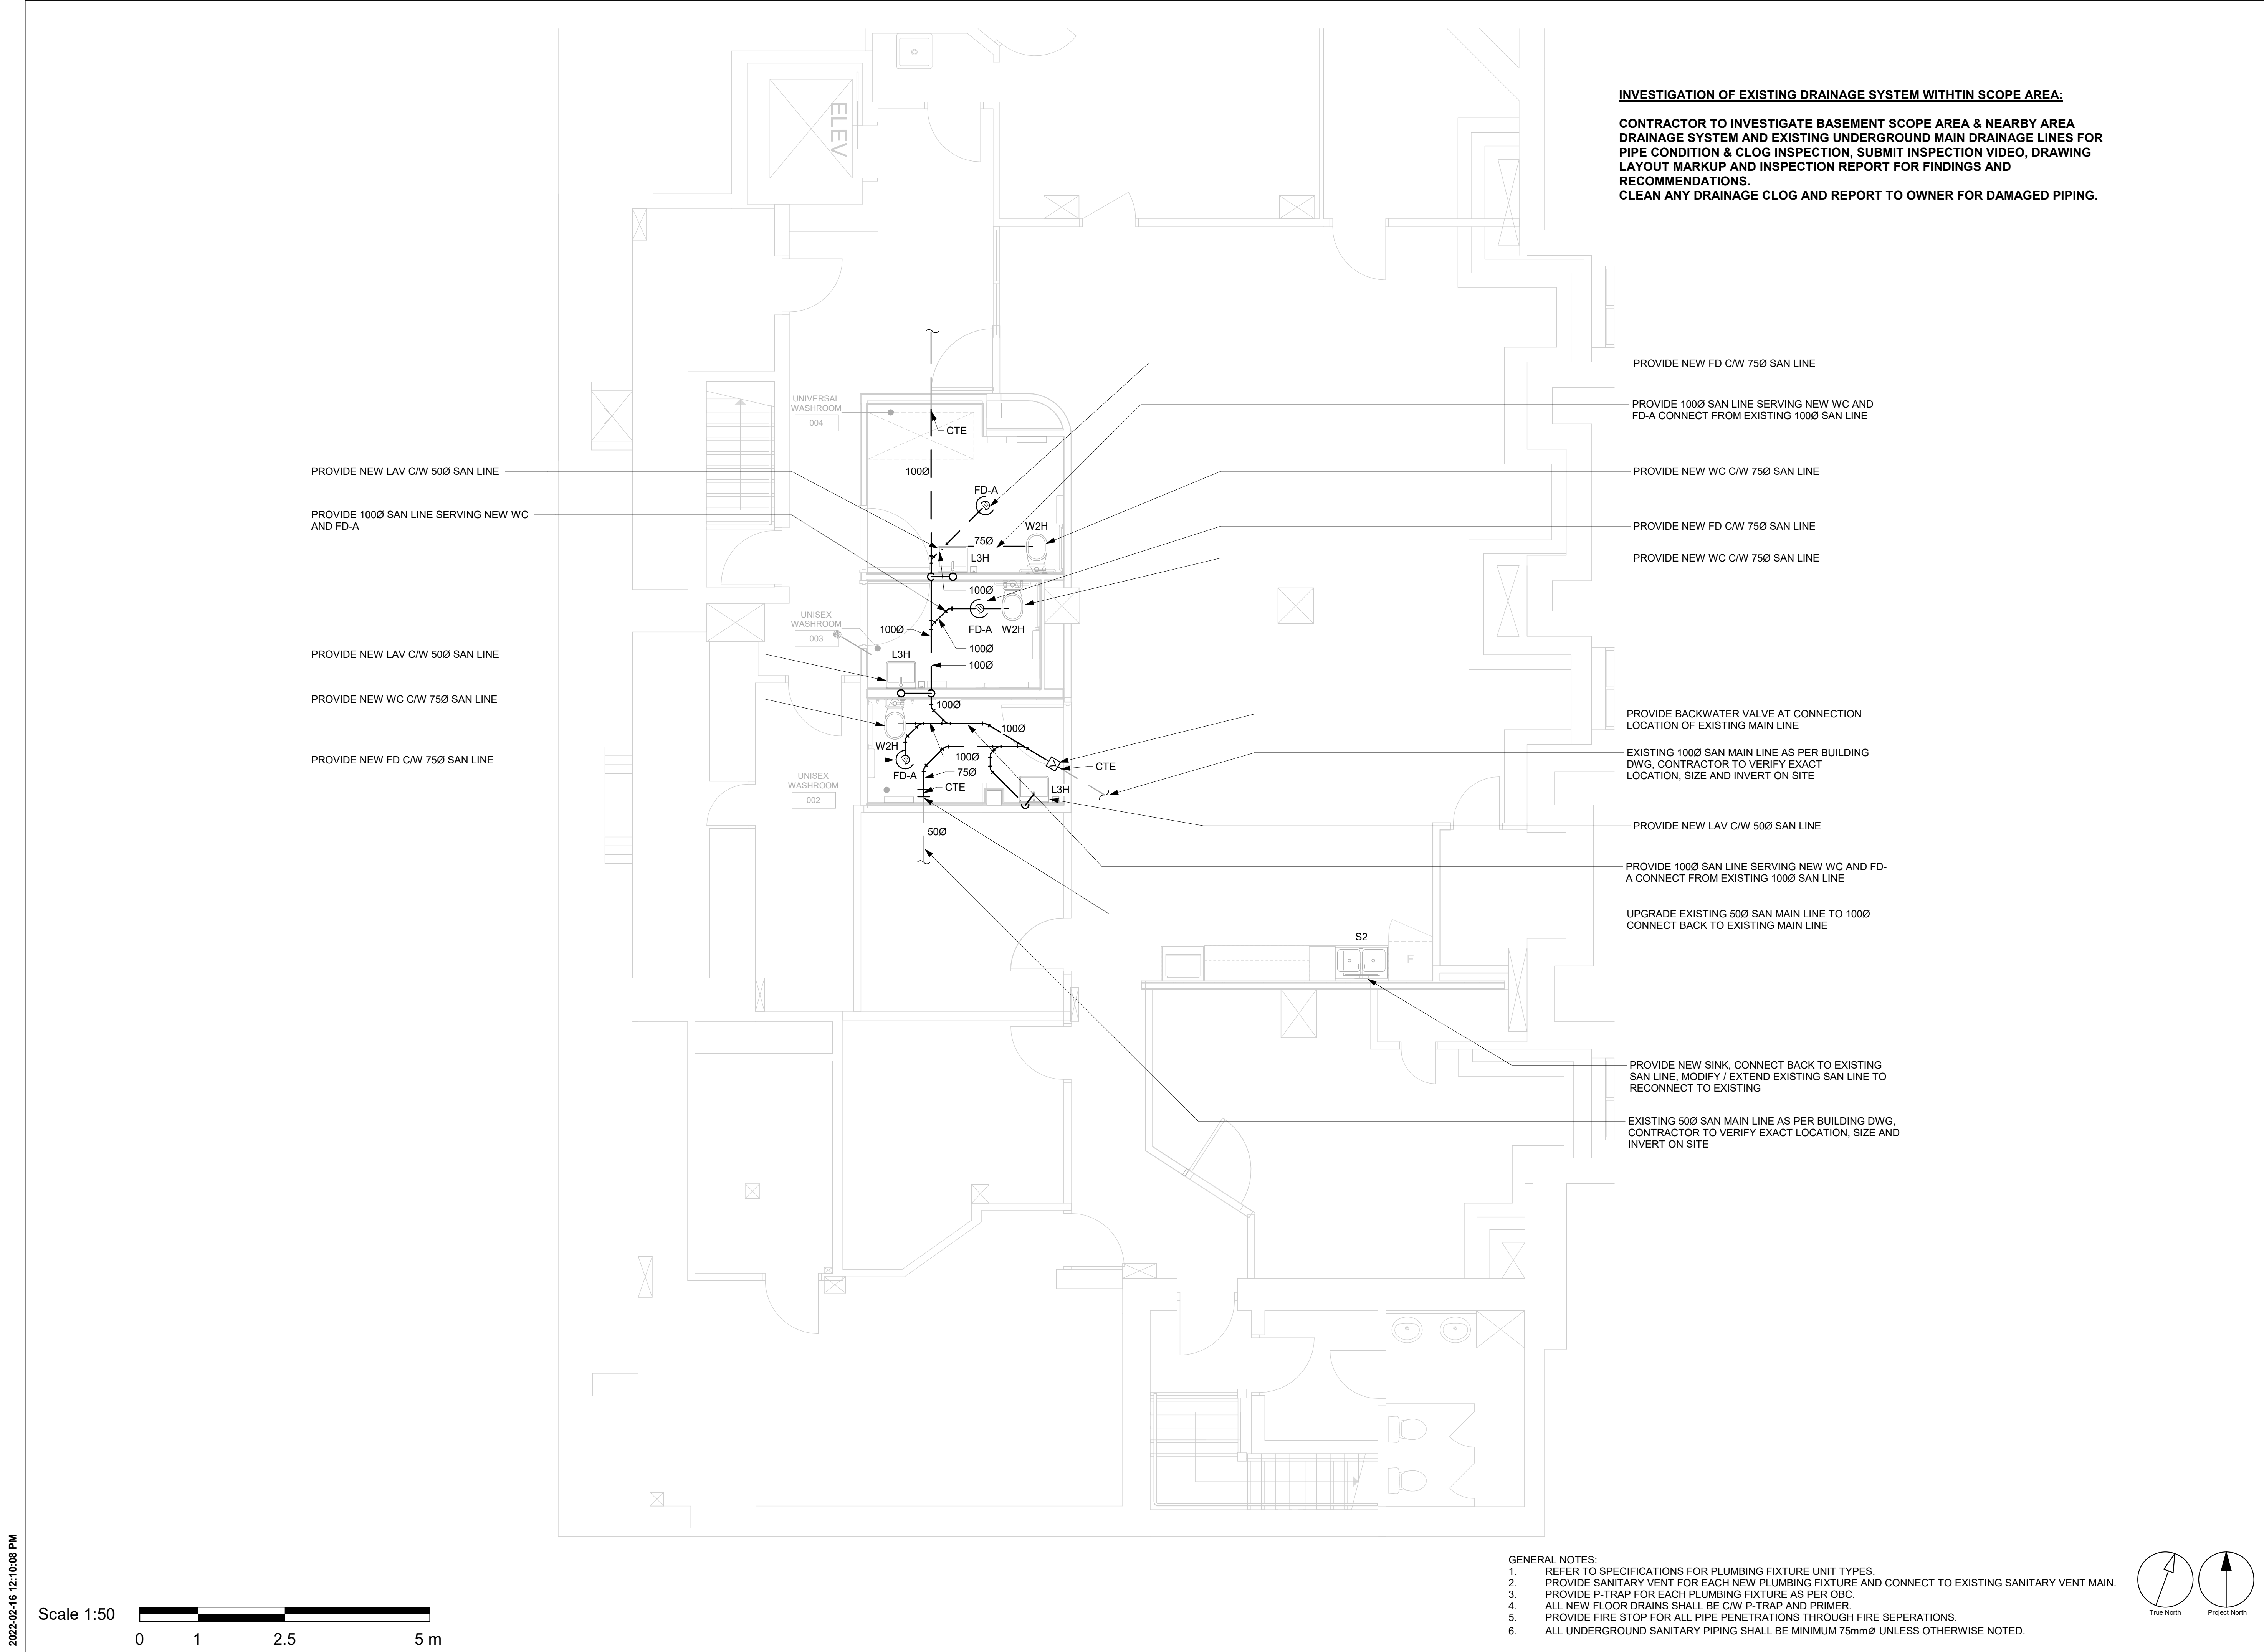 INVESTIGATION OF EXISTING DRAINAGE SYSTEM WITHTIN SCOPE AREA:
CONTRACTOR TO INVESTIGATE BASEMENT SCOPE AREA & NEARBY AREA
DRAINAGE SYSTEM AND EXISTING UNDERGROUND MAIN DRAINAGE LINES FOR
PIPE CONDITION & CLOG INSPECTION, SUBMIT INSPECTION VIDEO, DRAWING
LAYOUT MARKUP AND INSPECTION REPORT FOR FINDINGS AND
RECOMMENDATIONS.
CLEAN ANY DRAINAGE CLOG AND REPORT TO OWNER FOR DAMAGED PIPING.
ELEV
PROVIDE NEW LAV C/W 50Ø SAN LINE
PROVIDE 100Ø SAN LINE SERVING NEW WC
AND FD-A
PROVIDE NEW LAV C/W 50Ø SAN LINE
PROVIDE NEW WC C/W 75Ø SAN LINE
PROVIDE NEW FD C/W 75Ø SAN LINE
UNIVERSAL
WASHROOM
004
CTE
100Ø
FD-A
W2H
75Ø
L3H
100Ø
UNISEX
WASHROOM
003
100Ø
FD-A
W2H
100Ø
L3H
100Ø
100Ø
100Ø
W2H
100Ø
CTE
FD-A
75Ø
UNISEX
WASHROOM
002
CTE
L3H
50Ø
PROVIDE NEW FD C/W 75Ø SAN LINE
PROVIDE 100Ø SAN LINE SERVING NEW WC AND
FD-A CONNECT FROM EXISTING 100Ø SAN LINE
PROVIDE NEW WC C/W 75Ø SAN LINE
PROVIDE NEW FD C/W 75Ø SAN LINE
PROVIDE NEW WC C/W 75Ø SAN LINE
PROVIDE BACKWATER VALVE AT CONNECTION
LOCATION OF EXISTING MAIN LINE
EXISTING 100Ø SAN MAIN LINE AS PER BUILDING
DWG, CONTRACTOR TO VERIFY EXACT
LOCATION, SIZE AND INVERT ON SITE
PROVIDE NEW LAV C/W 50Ø SAN LINE
PROVIDE 100Ø SAN LINE SERVING NEW WC AND FD-
A CONNECT FROM EXISTING 100Ø SAN LINE
UPGRADE EXISTING 50Ø SAN MAIN LINE TO 100Ø
CONNECT BACK TO EXISTING MAIN LINE
S2
F
PROVIDE NEW SINK, CONNECT BACK TO EXISTING
SAN LINE, MODIFY / EXTEND EXISTING SAN LINE TO
RECONNECT TO EXISTING
EXISTING 50Ø SAN MAIN LINE AS PER BUILDING DWG,
CONTRACTOR TO VERIFY EXACT LOCATION, SIZE AND
INVERT ON SITE
GENERAL NOTES:
1. REFER TO SPECIFICATIONS FOR PLUMBING FIXTURE UNIT TYPES.
2. PROVIDE SANITARY VENT FOR EACH NEW PLUMBING FIXTURE AND CONNECT TO EXISTING SANITARY VENT MAIN.
3. PROVIDE P-TRAP FOR EACH PLUMBING FIXTURE AS PER OBC.
4. ALL NEW FLOOR DRAINS SHALL BE C/W P-TRAP AND PRIMER.
5. PROVIDE FIRE STOP FOR ALL PIPE PENETRATIONS THROUGH FIRE SEPERATIONS.
6. ALL UNDERGROUND SANITARY PIPING SHALL BE MINIMUM 75mmØ UNLESS OTHERWISE NOTED.
True North
Project North
Scale 1:50
0 1 2.5 5 m
2022-02-16 12:10:08 PM